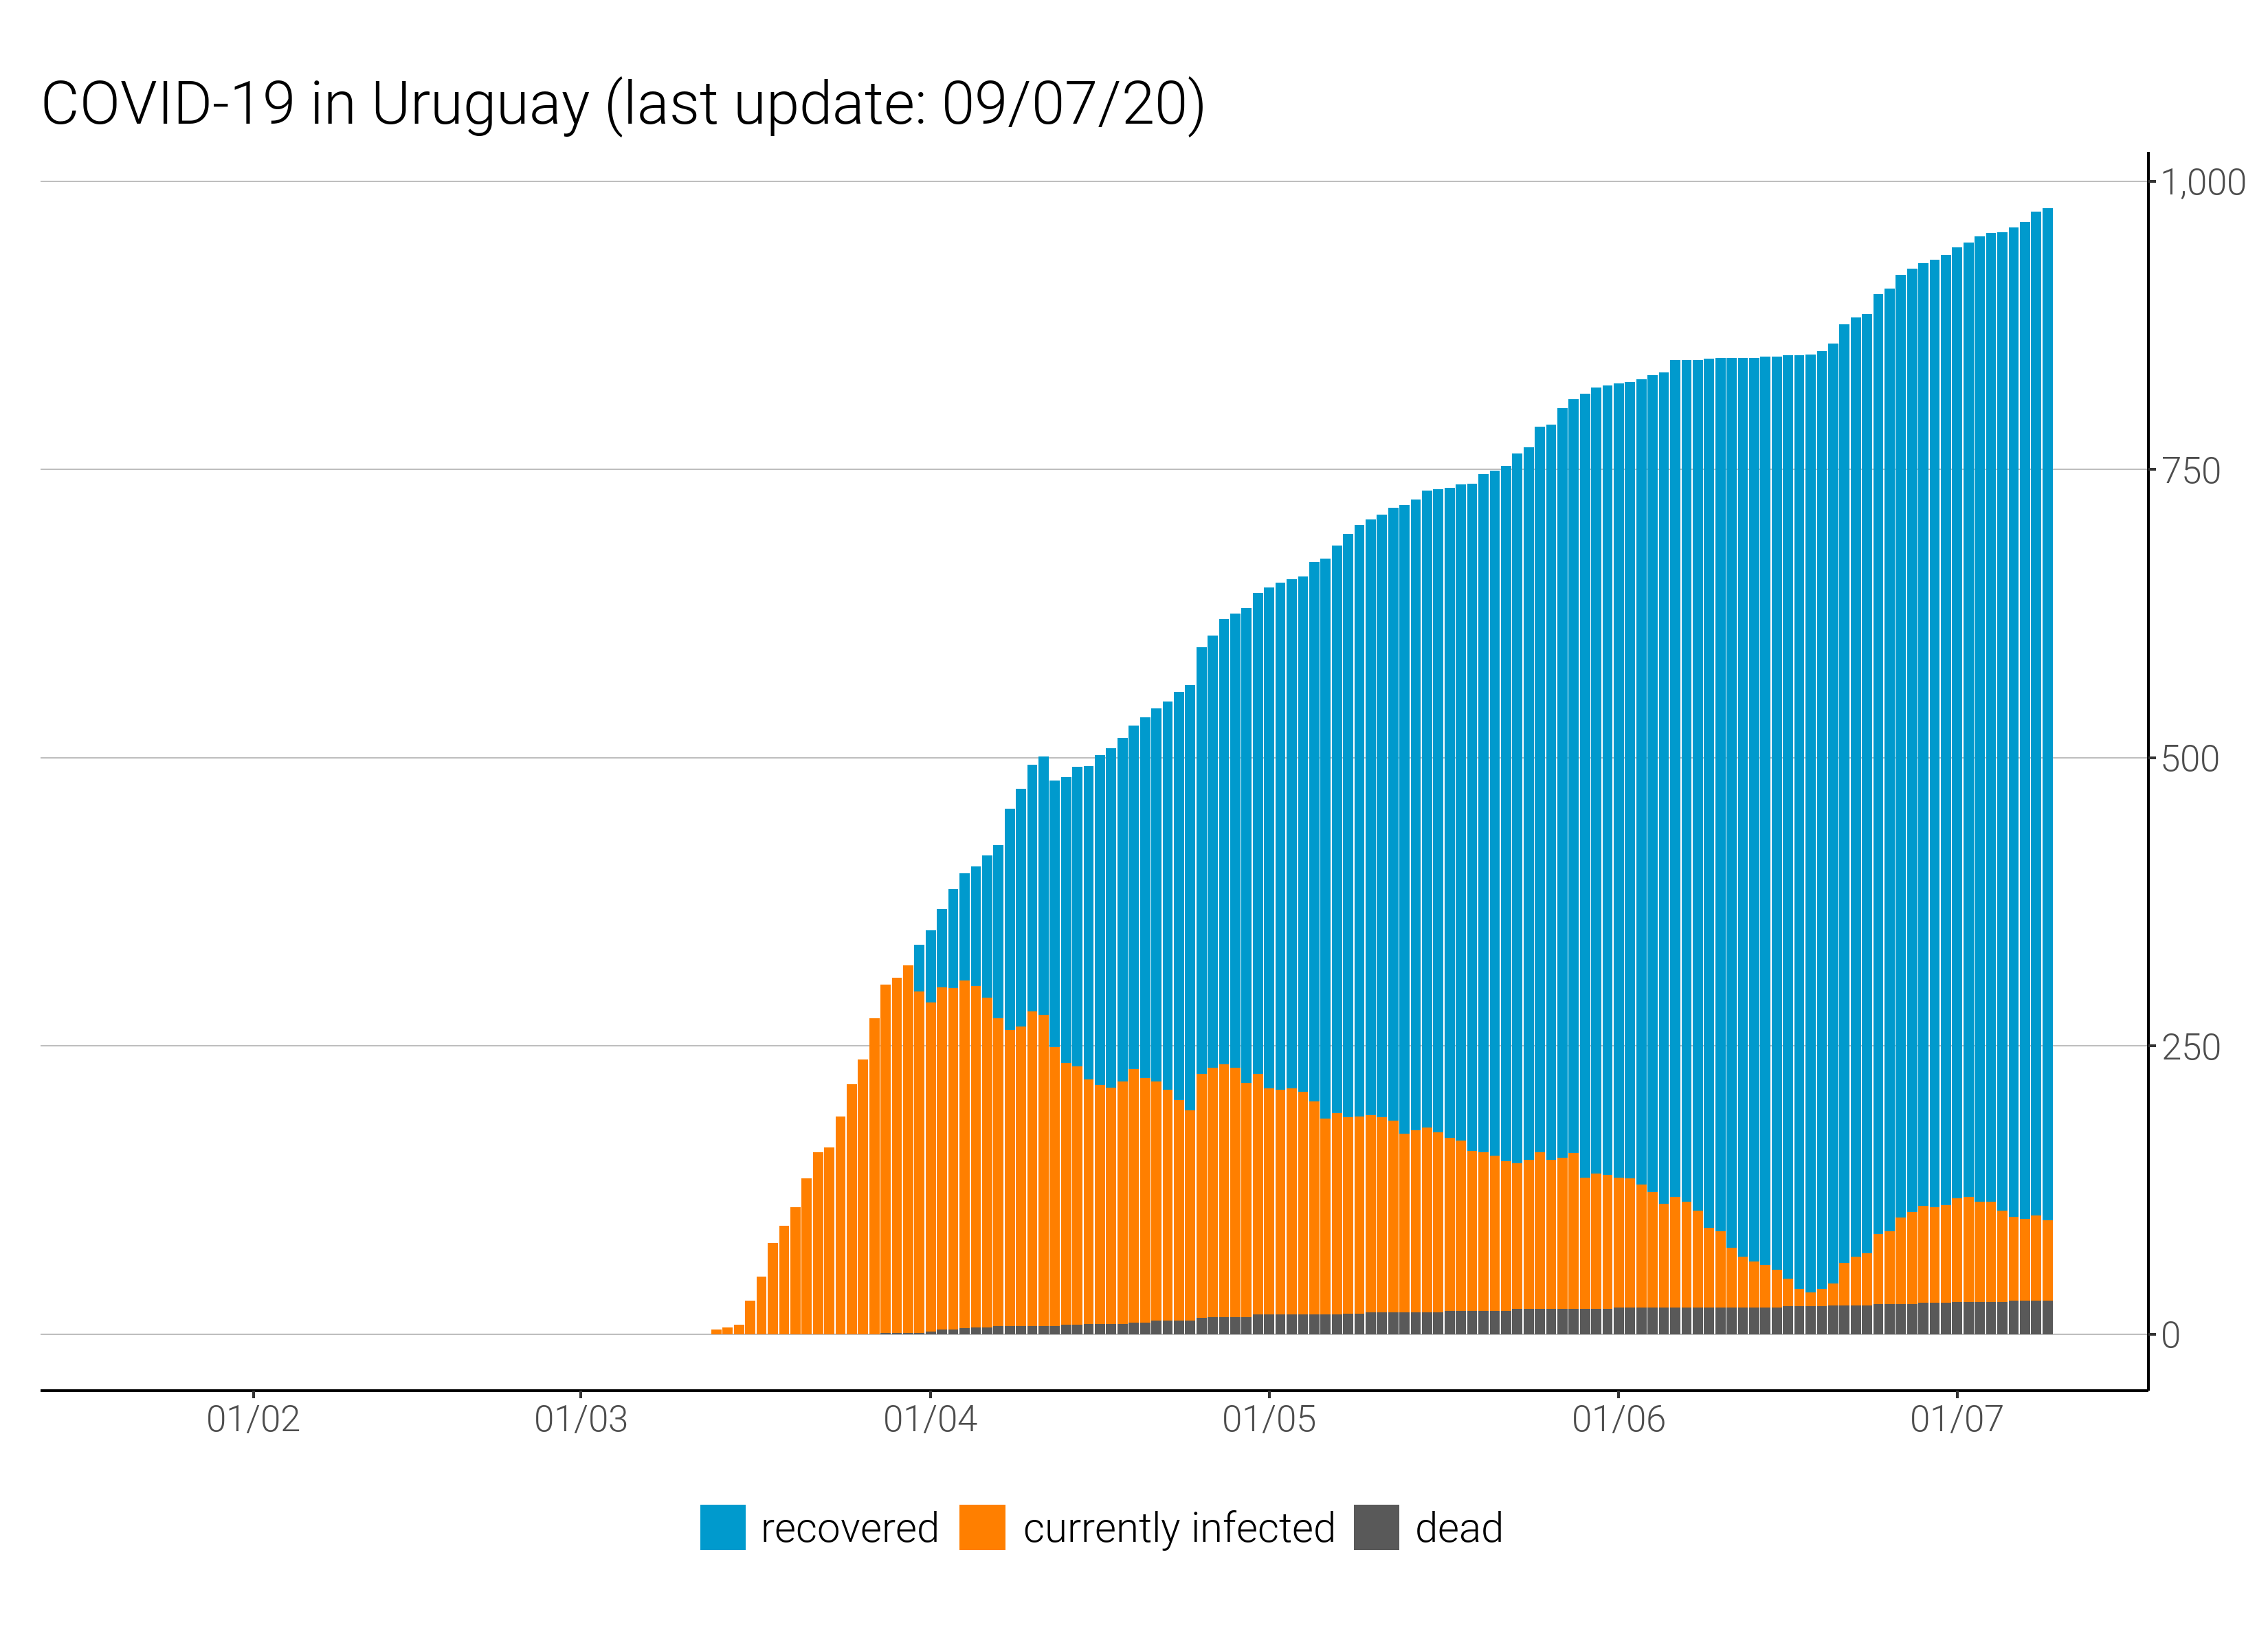 COVID-19 in Uruguay (last update: 09/07/20)
1,000
750
500
250
0
01/02 01/03 01/04 01/05 01/06 01/07
recovered currently infected dead